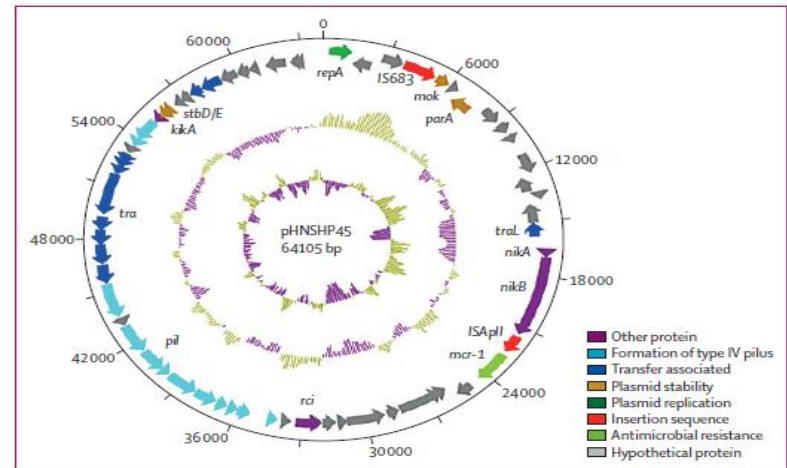 0
6000
12000
18000
24000
30000
36000
42000
48000
54000
60000
repA
IS683
mok
parA
traL
nikA
nikB
ISApII
mcr-1
rci
pil
tra
kikA
stbD/E
pHNSHP45
64105 bp
Other protein
Formation of type IV pilus
Transfer associated
Plasmid stability
Plasmid replication
Insertion sequence
Antimicrobial resistance
Hypothetical protein